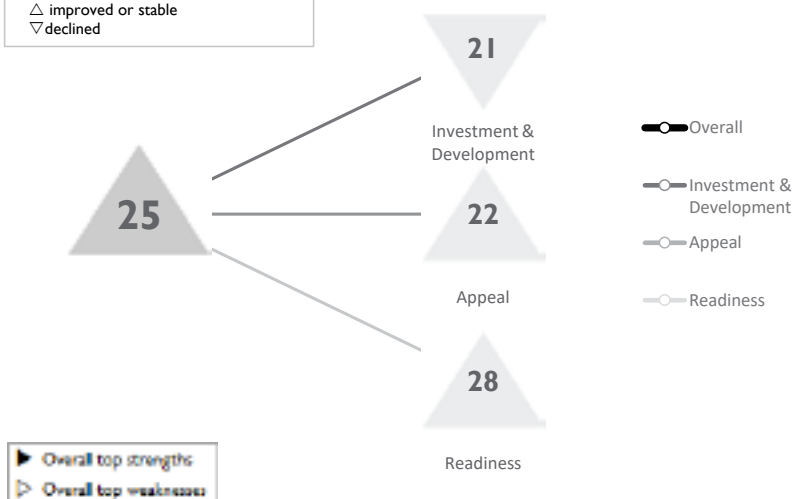 △ improved or stable
▽ declined
21
Investment &
Development
25
22
Appeal
28
Readiness
Overall
Investment &
Development
Appeal
Readiness
▶ Overall top strengths
▷ Overall top weaknesses